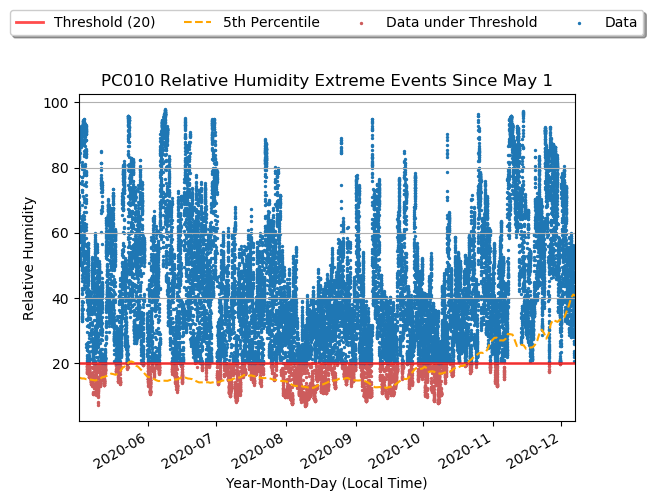 Threshold (20) 5th Percentile Data under Threshold Data
PC010 Relative Humidity Extreme Events Since May 1
100
80
60
40
20
Relative Humidity
2020-06 2020-07 2020-08 2020-09 2020-10 2020-11 2020-12
Year-Month-Day (Local Time)